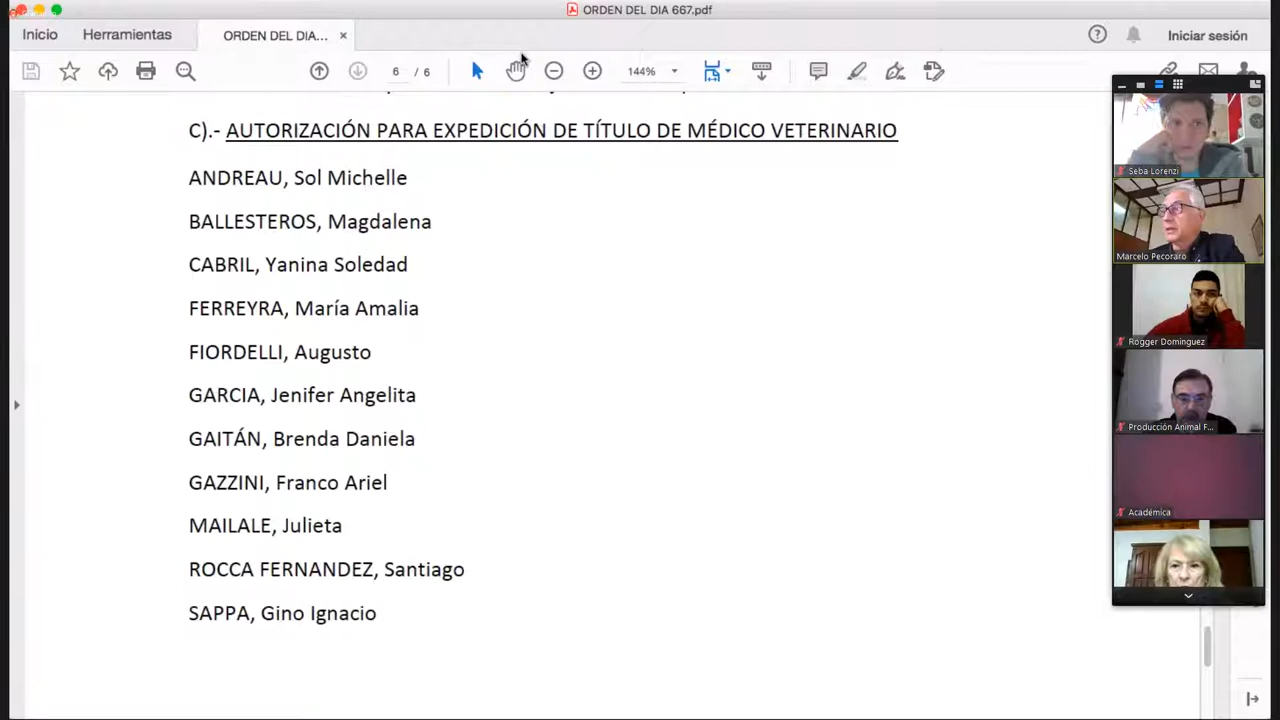 ORDEN DEL DIA 667.pdf
Inicio
Herramientas
ORDEN DEL DIA... ×
Iniciar sesión
6 / 6
144%
C).- AUTORIZACIÓN PARA EXPEDICIÓN DE TÍTULO DE MÉDICO VETERINARIO
ANDREAU, Sol Michelle
BALLESTEROS, Magdalena
CABRIL, Yanina Soledad
FERREYRA, María Amalia
FIORDELLI, Augusto
GARCIA, Jenifer Angelita
GAITÁN, Brenda Daniela
GAZZINI, Franco Ariel
MAILALE, Julieta
ROCCA FERNANDEZ, Santiago
SAPPA, Gino Ignacio
Seba Lorenzi
Marcelo Pecoraro
Rogger Dominguez
Producción Animal F...
Académica